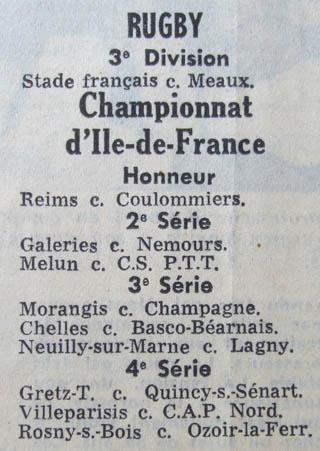 RUGBY
3e Division
Stade français c. Meaux.
Championnat
d'Ile-de-France
Honneur
Reims c. Coulommiers.
2e Série
Galeries c. Nemours.
Melun c. C.S. P.T.T.
3e Série
Morangis c. Champagne.
Chelles c. Basco-Béarnais.
Neuilly-sur-Marne c. Lagny.
4e Série
Gretz-T. c. Quincy-s.-Sénart.
Villeparisis c. C.A.P. Nord.
Rosny-s.-Bois c. Ozoir-la-Ferr.